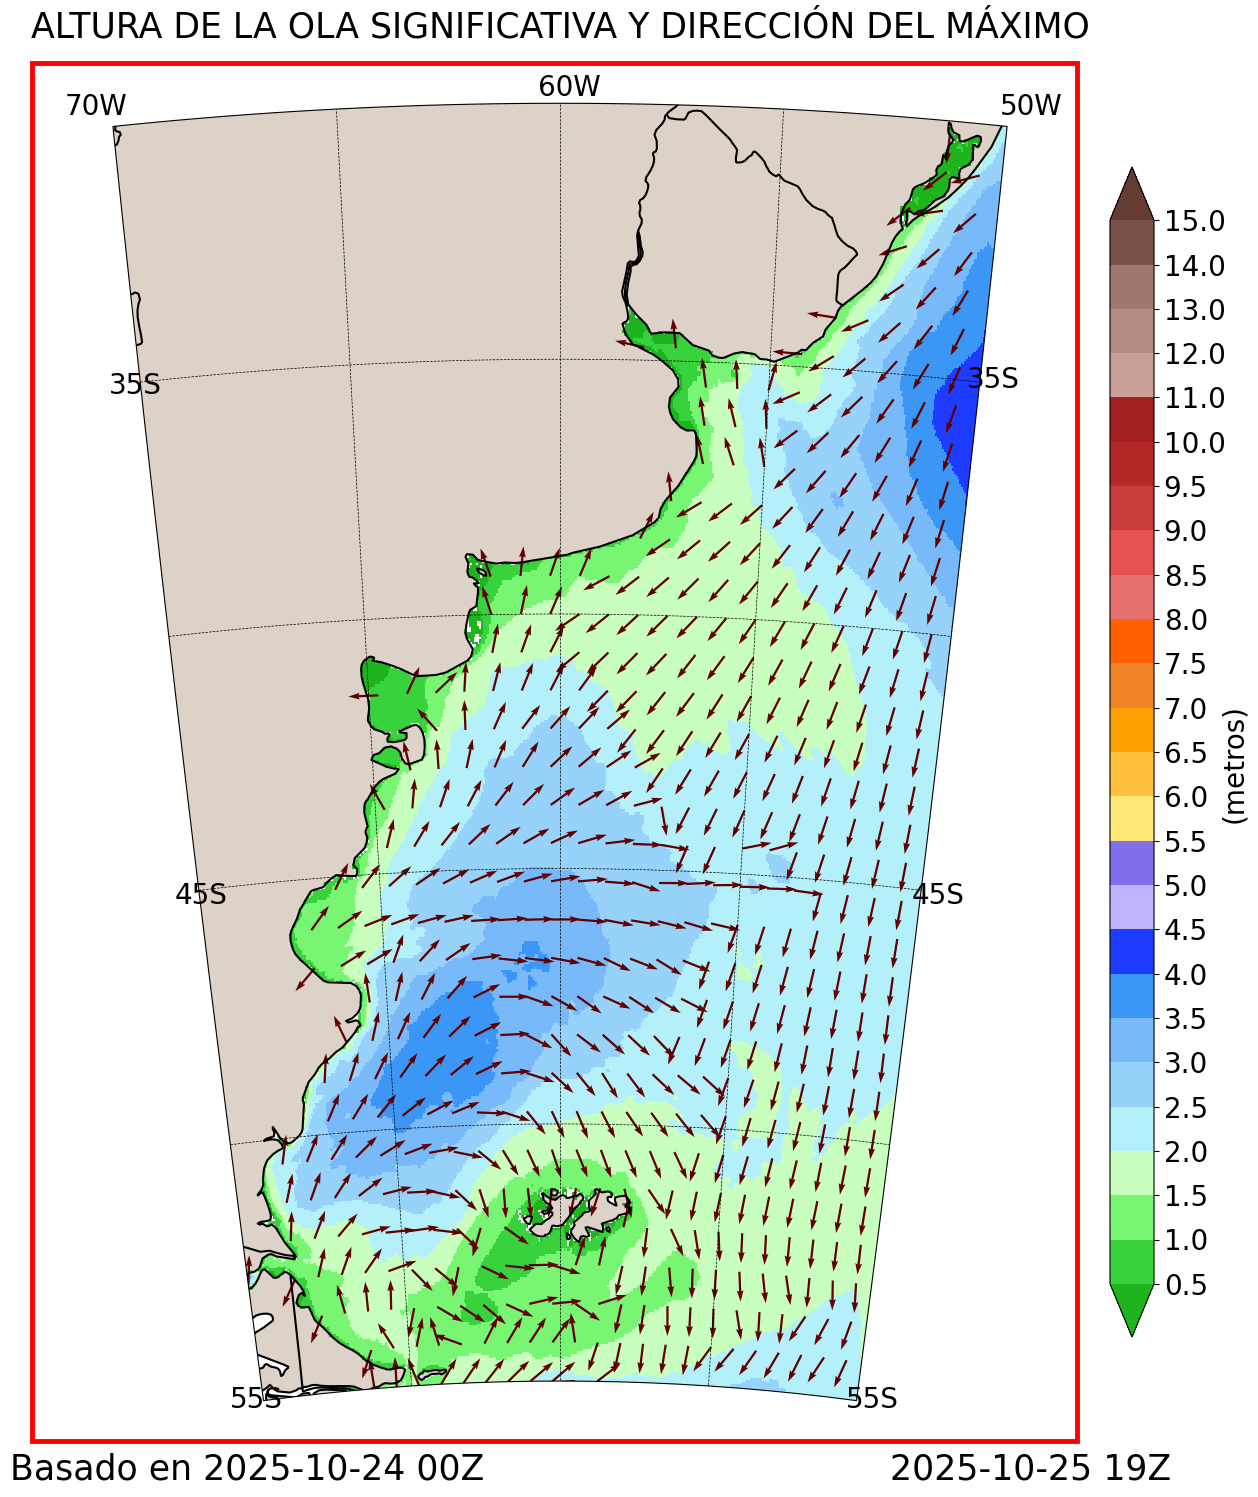 ALTURA DE LA OLA SIGNIFICATIVA Y DIRECCIÓN DEL MÁXIMO
70W
60W
50W
35S
35S
45S
45S
55S
55S
15.0
14.0
13.0
12.0
11.0
10.0
9.5
9.0
8.5
8.0
7.5
7.0
6.5
6.0
5.5
5.0
4.5
4.0
3.5
3.0
2.5
2.0
1.5
1.0
0.5
(metros)
Basado en 2025-10-24 00Z
2025-10-25 19Z